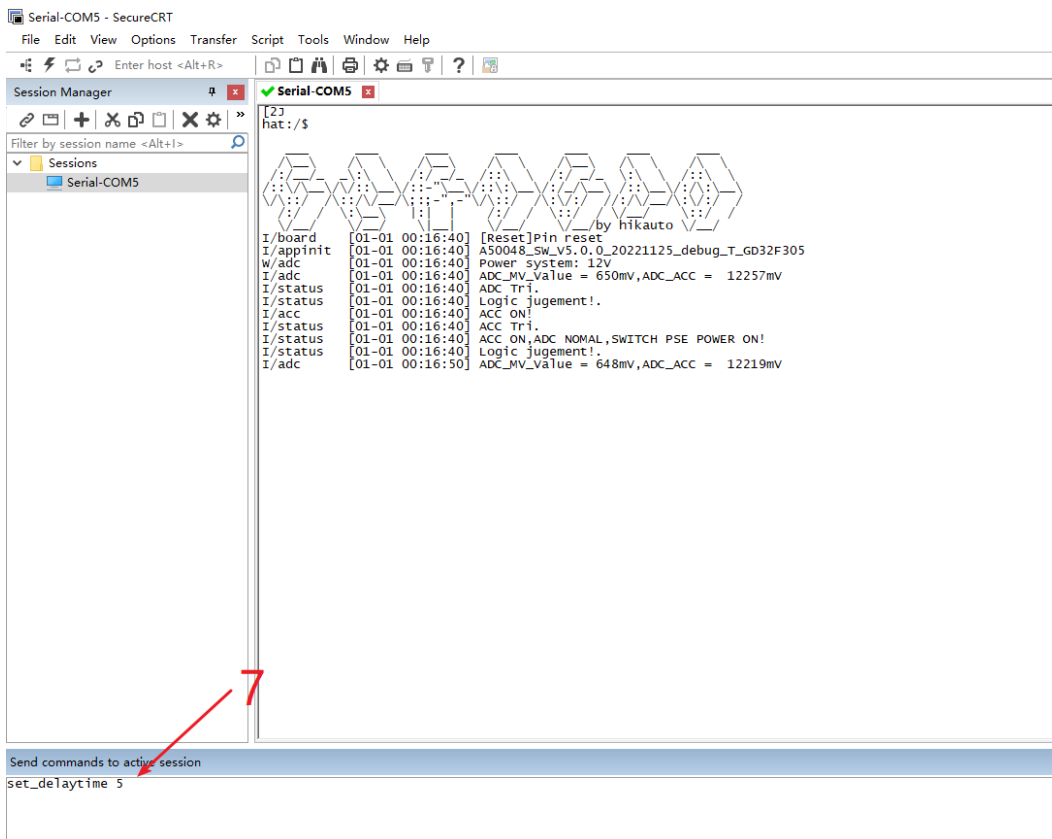 Serial-COM5 - SecureCRT
File Edit View Options Transfer Script Tools Window Help
Enter host <Alt+R>
Session Manager
Serial-COM5
Filter by session name <Alt+I>
Sessions
Serial-COM5
[2J
hat:/$
by hikauto
I/board [01-01 00:16:40] [Reset]Pin reset
I/appinit [01-01 00:16:40] A50048_SW_V5.0.0_20221125_debug_T_GD32F305
W/adc [01-01 00:16:40] Power system: 12V
I/adc [01-01 00:16:40] ADC_MV_Value = 650mV,ADC_ACC = 12257mV
I/status [01-01 00:16:40] ADC Tri.
I/status [01-01 00:16:40] Logic jugement!.
I/acc [01-01 00:16:40] ACC ON!
I/status [01-01 00:16:40] ACC Tri.
I/status [01-01 00:16:40] ACC ON,ADC NOMAL,SWITCH PSE POWER ON!
I/status [01-01 00:16:40] Logic jugement!.
I/adc [01-01 00:16:50] ADC_MV_Value = 648mV,ADC_ACC = 12219mV
7
Send commands to active session
set_delaytime 5